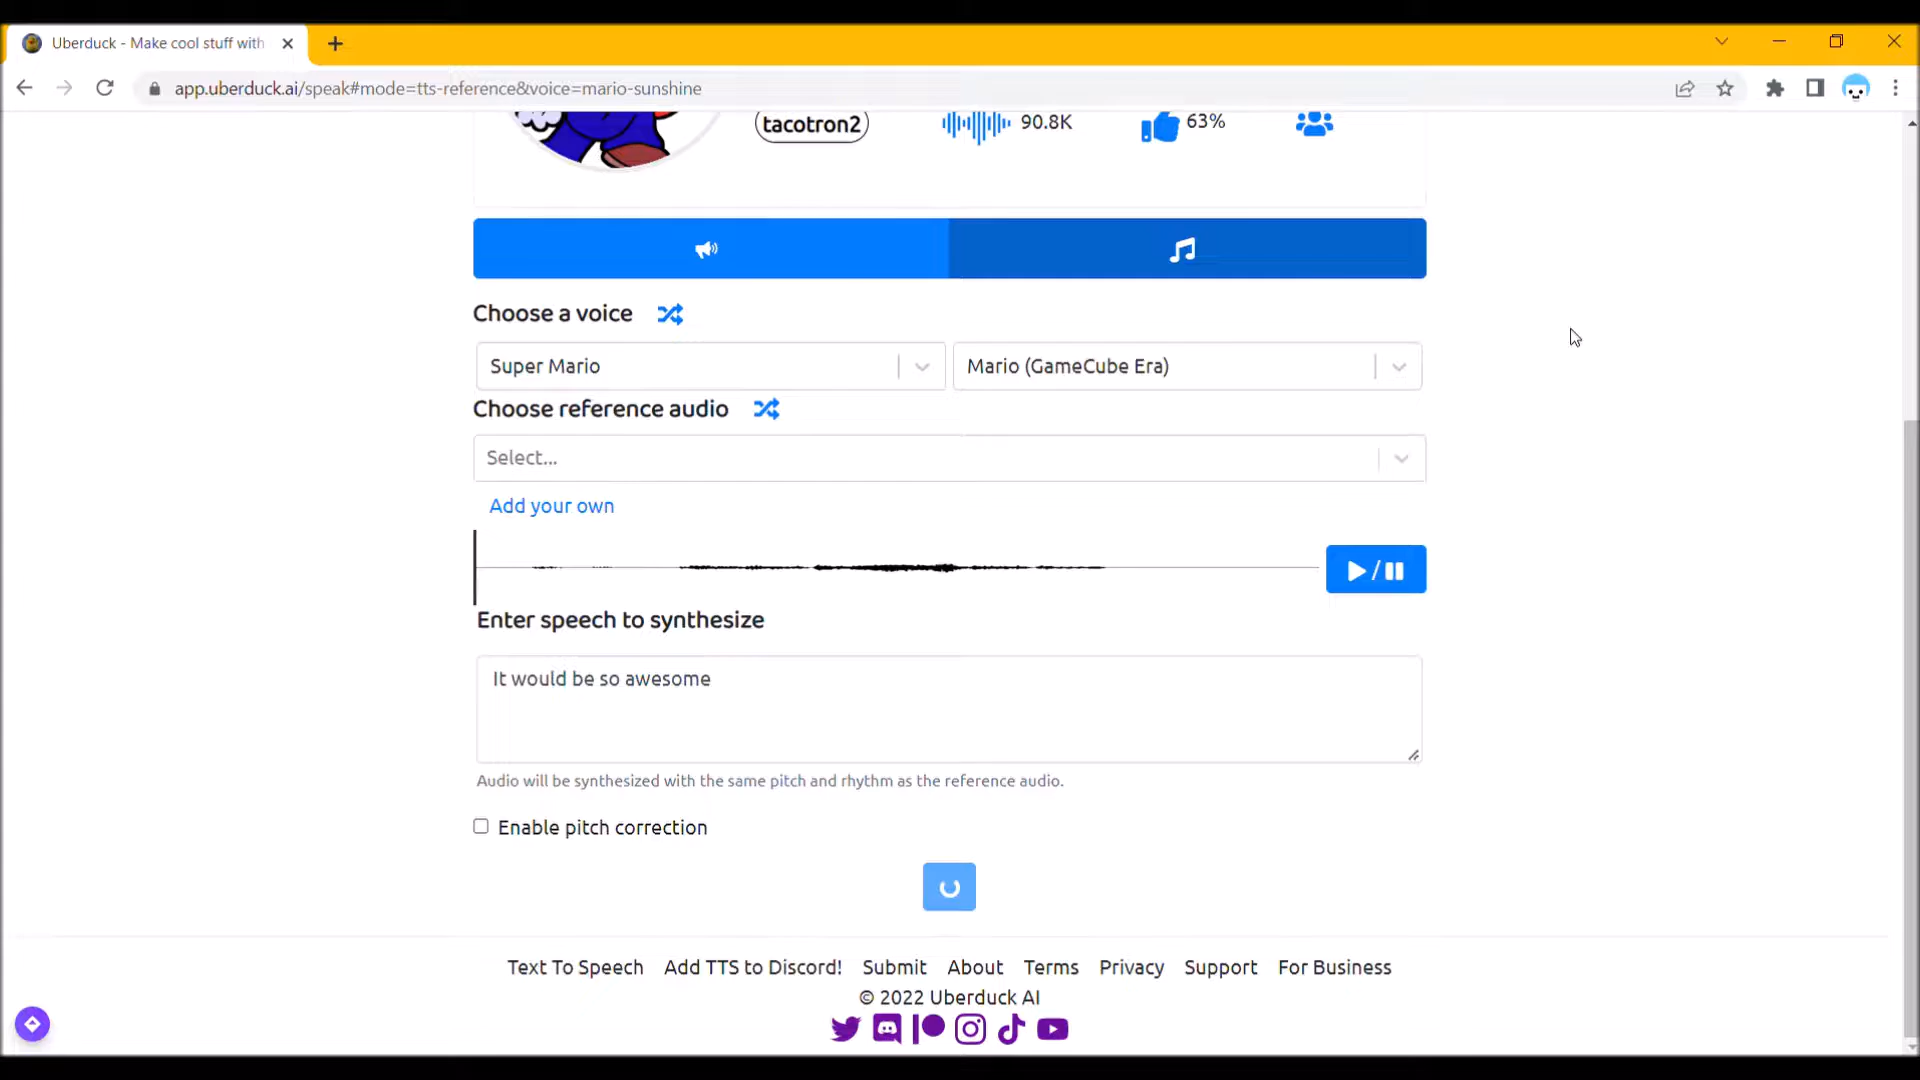 Uberduck - Make cool stuff with
app.uberduck.ai/speak#mode=tts-reference&voice=mario-sunshine
tacotron2 90.8K 63%
Choose a voice
Super Mario Mario (GameCube Era)
Choose reference audio
Select...
Add your own
Enter speech to synthesize
It would be so awesome
Audio will be synthesized with the same pitch and rhythm as the reference audio.
Enable pitch correction
Text To Speech Add TTS to Discord! Submit About Terms Privacy Support For Business
© 2022 Uberduck AI